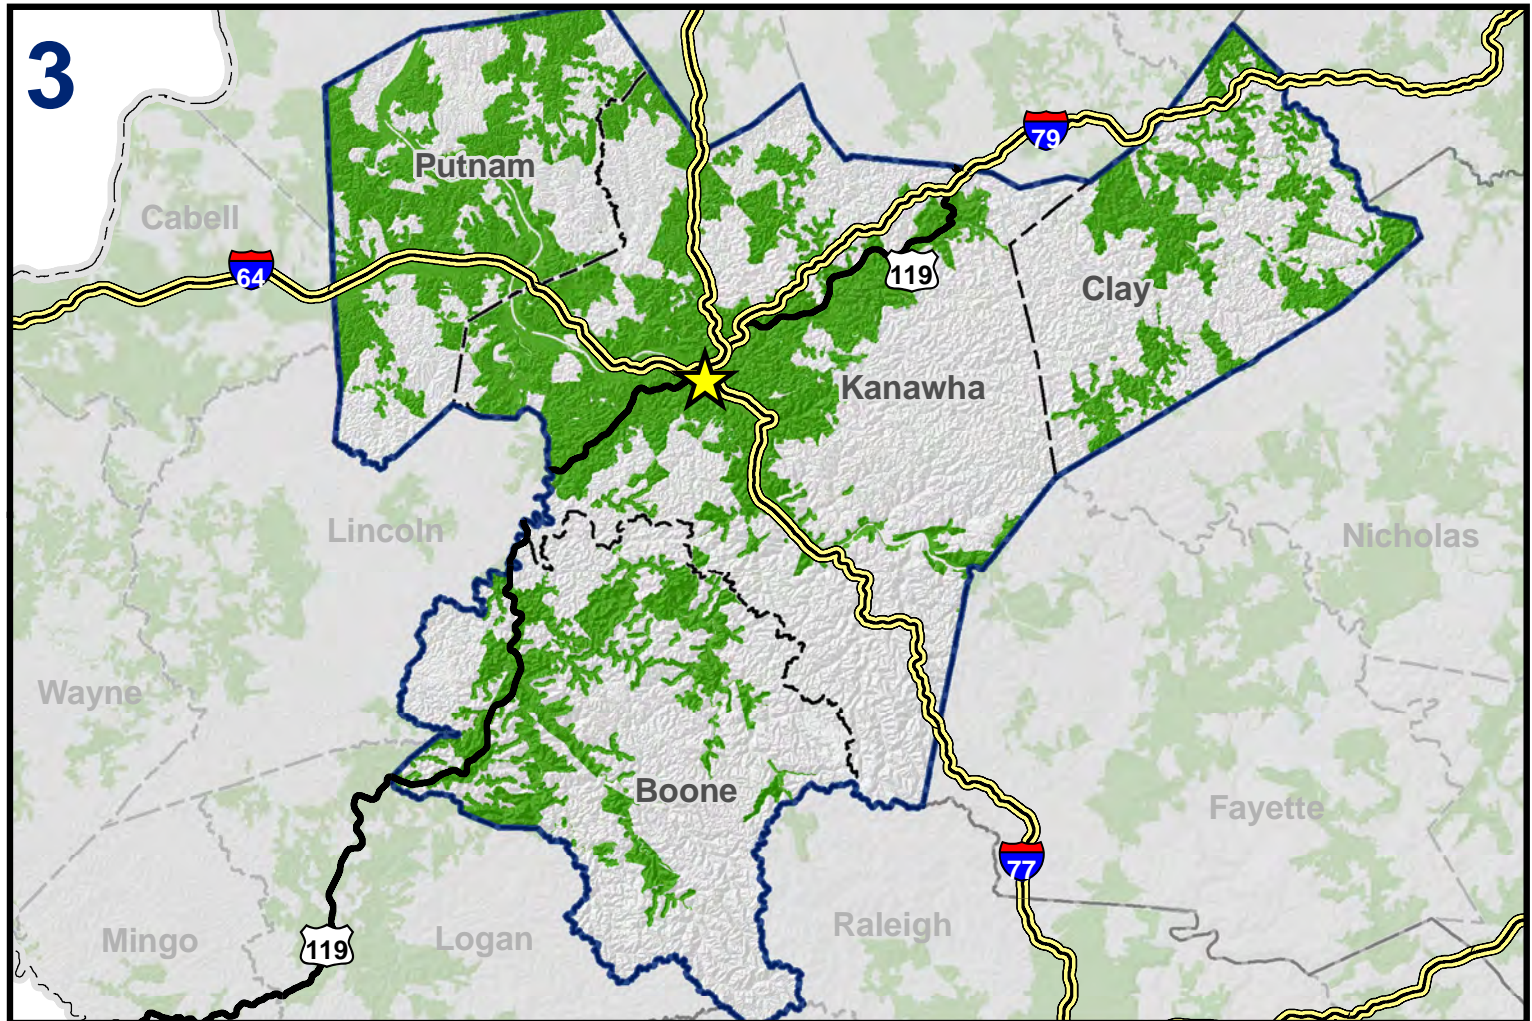 3
79
Putnam
Cabell
64
119
Clay
Kanawha
Lincoln
Nicholas
Wayne
Boone
Fayette
77
Mingo
119
Logan
Raleigh